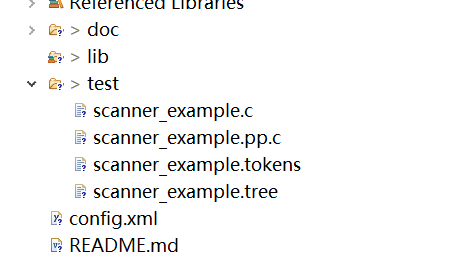 Referenced Libraries
> doc
> lib
> test
scanner_example.c
scanner_example.pp.c
scanner_example.tokens
scanner_example.tree
config.xml
README.md